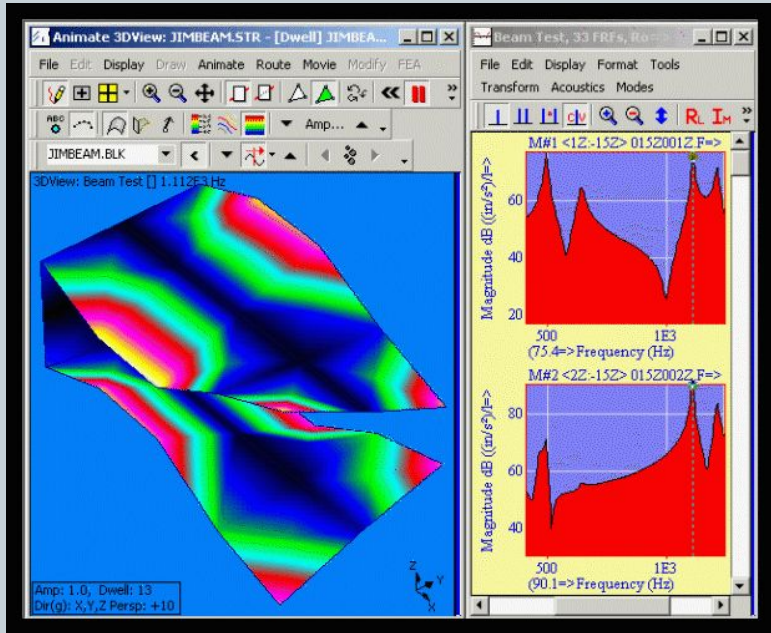 Animate 3DView: JIMBEAM.STR - [Dwell] JIMBEA...
File Edit Display Draw Animate Route Movie Modify FEA
ABC
Amp...
JIMBEAM.BLK
3DView: Beam Test [] 1.112E3 Hz
Z
Y
X
Amp: 1.0, Dwell: 13
Dir(g): X,Y,Z Persp: +10
Beam Test, 33 FRFs,
File Edit Display Format Tools
Transform Acoustics Modes
RL IM
M#1 <1Z:-15Z> 015Z001Z F=>
Magnitude dB ((in/s²)/l=>
60
40
20
500 1E3
(75.4=>Frequency (Hz)
M#2 <2Z:-15Z> 015Z002Z F=>
Magnitude dB ((in/s²)/l=>
80
60
40
500 1E3
(90.1=>Frequency (Hz)